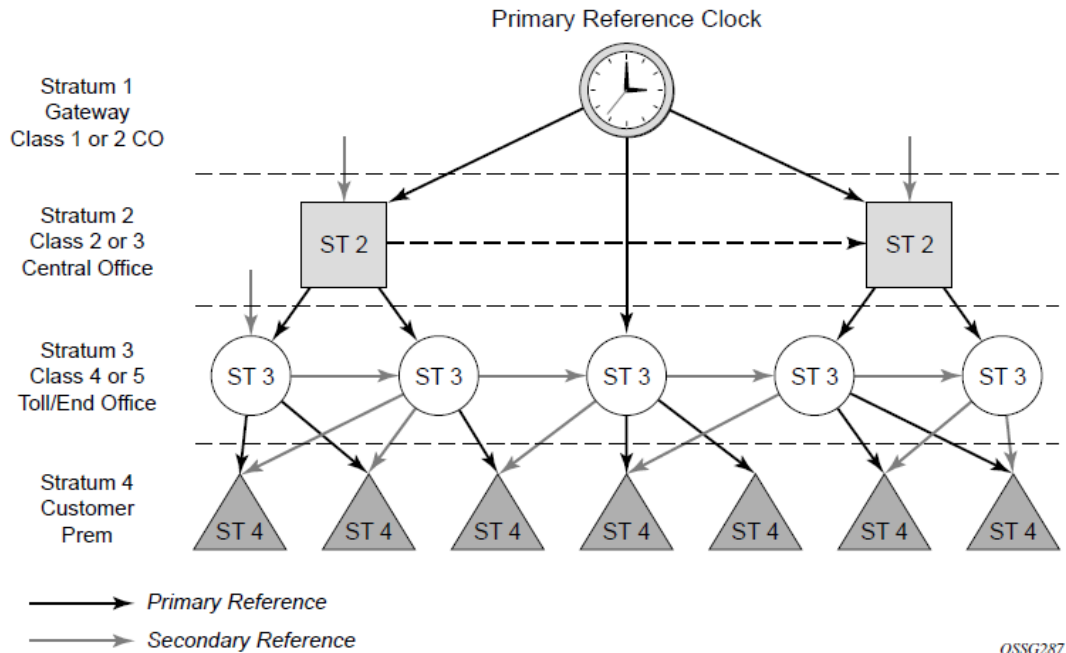 Primary Reference Clock
Stratum 1
Gateway
Class 1 or 2 CO
Stratum 2
Class 2 or 3
Central Office
ST 2
ST 2
Stratum 3
Class 4 or 5
Toll/End Office
ST 3
ST 3
ST 3
ST 3
ST 3
Stratum 4
Customer
Prem
ST 4
ST 4
ST 4
ST 4
ST 4
ST 4
ST 4
Primary Reference
Secondary Reference
OSSG287